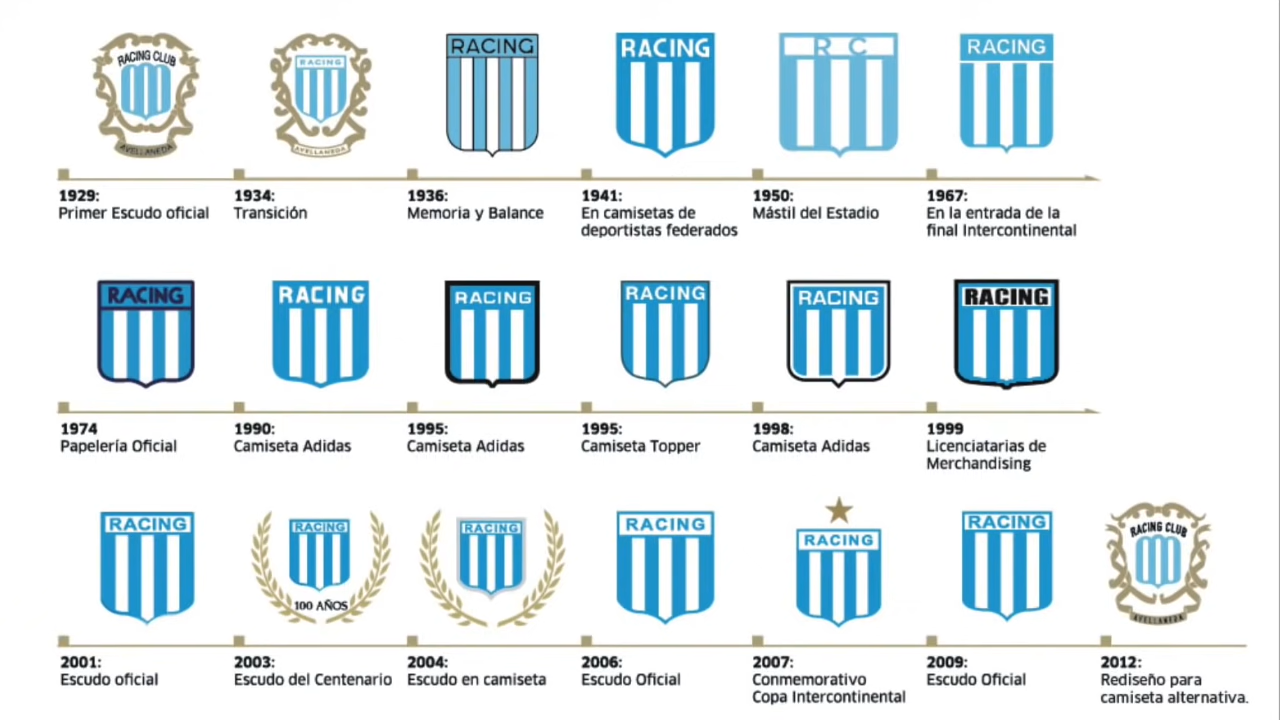 RACING CLUB
AVELLANEDA
RACING
AVELLANEDA
RACING
RACING
R C
RACING
1929:
Primer Escudo oficial
1934:
Transición
1936:
Memoria y Balance
1941:
En camisetas de
deportistas federados
1950:
Mástil del Estadio
1967:
En la entrada de la
final Intercontinental
RACING
RACING
RACING
RACING
RACING
RACING
1974
Papelería Oficial
1990:
Camiseta Adidas
1995:
Camiseta Adidas
1995:
Camiseta Topper
1998:
Camiseta Adidas
1999
Licenciatarias de
Merchandising
RACING
RACING
100 AÑOS
RACING
RACING
RACING
RACING
RACING CLUB
AVELLANEDA
2001:
Escudo oficial
2003:
Escudo del Centenario
2004:
Escudo en camiseta
2006:
Escudo Oficial
2007:
Conmemorativo
Copa Intercontinental
2009:
Escudo Oficial
2012:
Rediseño para
camiseta alternativa.